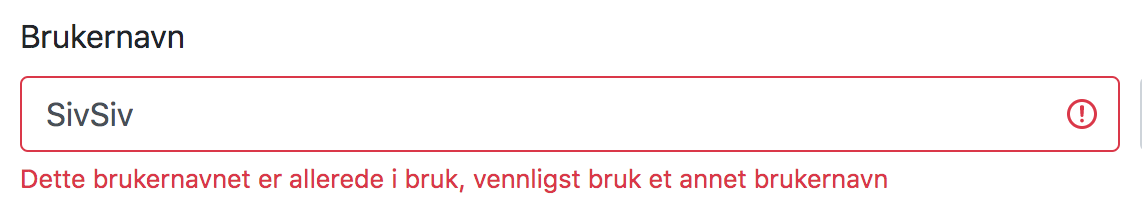 Brukernavn
SivSiv
Dette brukernavnet er allerede i bruk, vennligst bruk et annet brukernavn